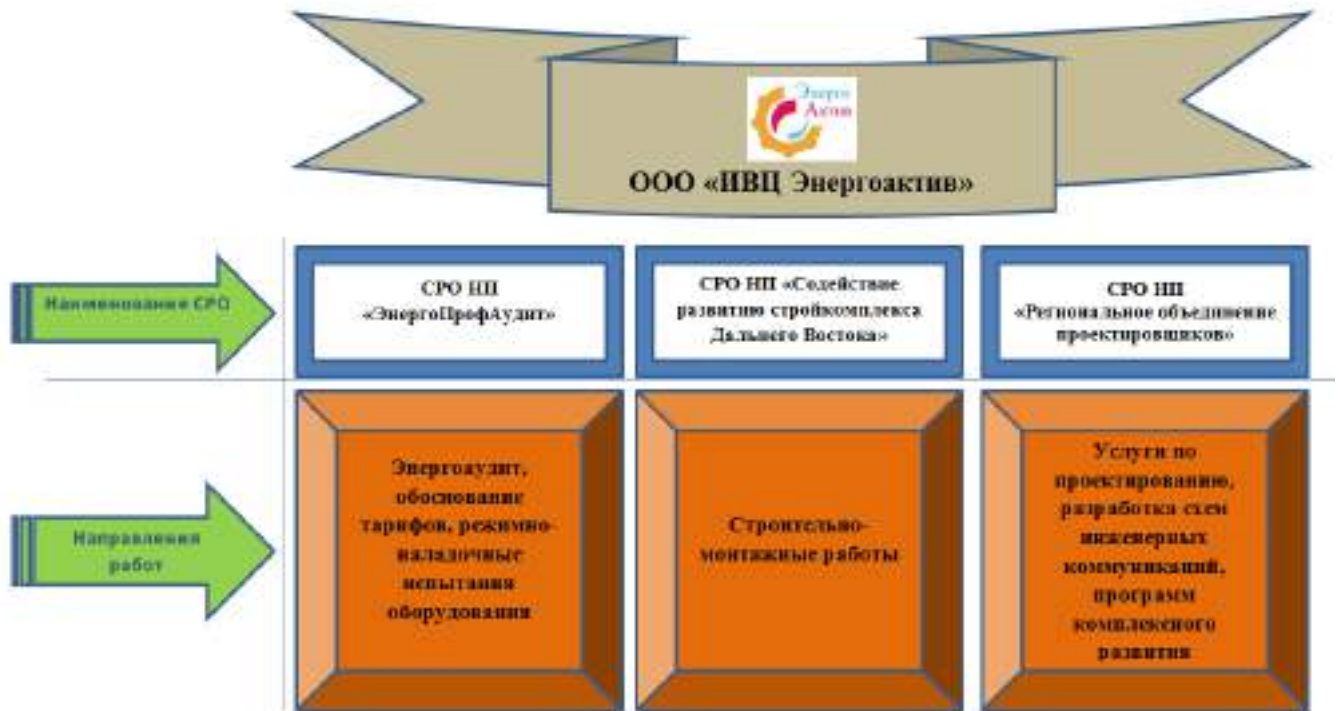 Энерго
Актив
ООО «ИВЦ Энергоактив»
Наименования СРО
СРО НП
«ЭнергоПрофАудит»
СРО НП «Содействие
развитию стройкомплекса
Дальнего Востока»
СРО НП
«Региональное объединение
проектировщиков»
Направления
работ
Энергоаудит,
обоснование
тарифов, режимно-
наладочные
испытания
оборудования
Строительно-
монтажные работы
Услуги по
проектированию,
разработка схем
инженерных
коммуникаций,
программ
комплексного
развития